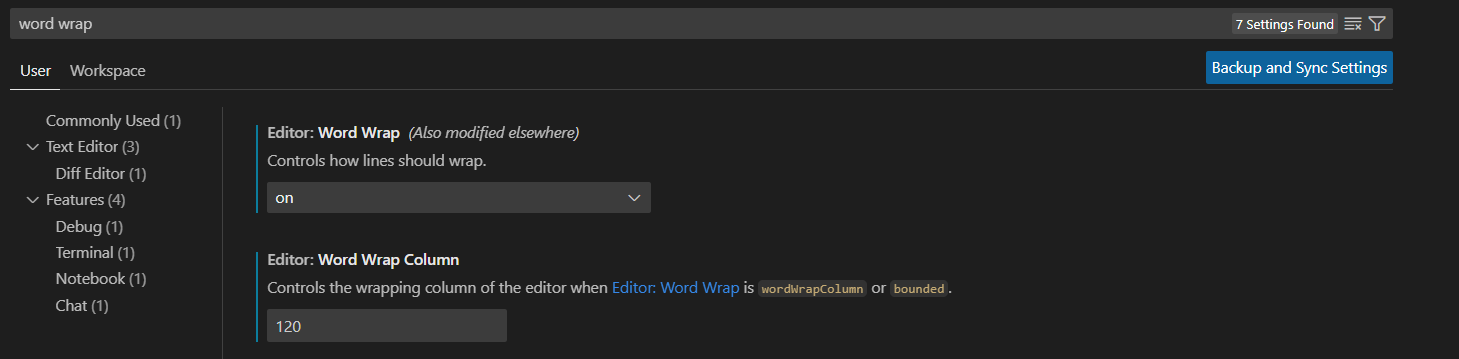 word wrap
7 Settings Found
User Workspace
Backup and Sync Settings
Commonly Used (1)
Text Editor (3)
Diff Editor (1)
Features (4)
Debug (1)
Terminal (1)
Notebook (1)
Chat (1)
Editor: Word Wrap (Also modified elsewhere)
Controls how lines should wrap.
on
Editor: Word Wrap Column
Controls the wrapping column of the editor when Editor: Word Wrap is wordWrapColumn or bounded.
120